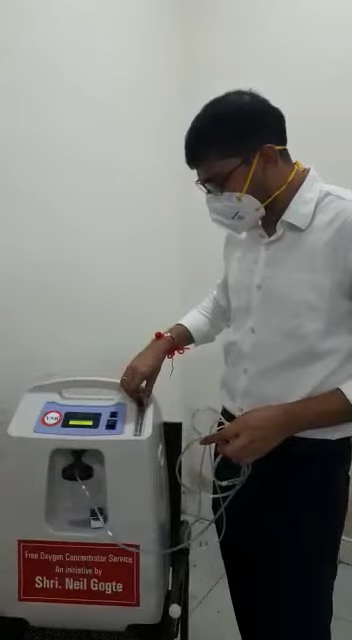 Free Oxygen Concentrator Service
An initiative by
Shri. Neil Gogte